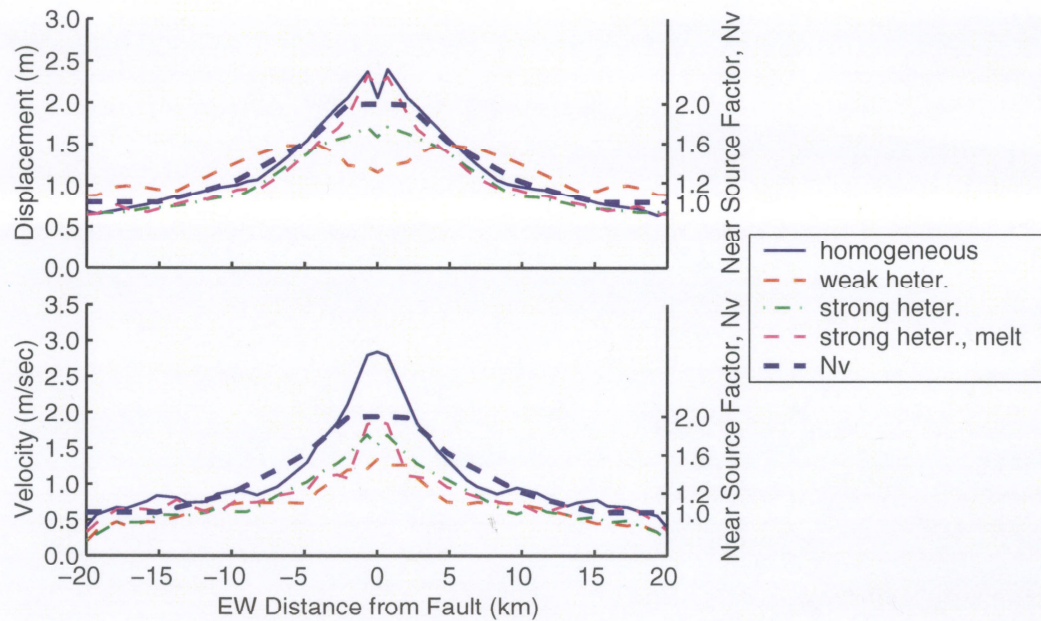 3.0
2.5
2.0
1.5
1.0
0.5
0.0
Displacement (m)
2.0
1.6
1.2
1.0
Near Source Factor, Nv
homogeneous
weak heter.
strong heter.
strong heter., melt
Nv
3.5
3.0
2.5
2.0
1.5
1.0
0.5
0.0
Velocity (m/sec)
2.0
1.6
1.2
1.0
Near Source Factor, Nv
−20 −15 −10 −5 0 5 10 15 20
EW Distance from Fault (km)